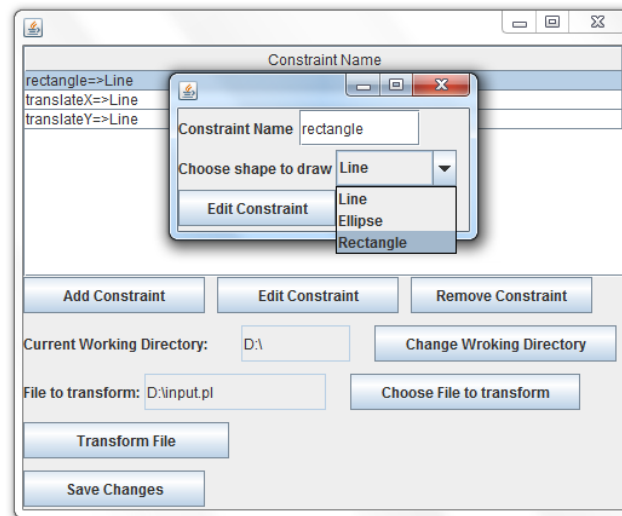 Constraint Name
rectangle=>Line
translateX=>Line
translateY=>Line
Constraint Name rectangle
Choose shape to draw Line
Edit Constraint
Line
Ellipse
Rectangle
Add Constraint Edit Constraint Remove Constraint
Current Working Directory: D:\ Change Wroking Directory
File to transform: D:\input.pl Choose File to transform
Transform File
Save Changes